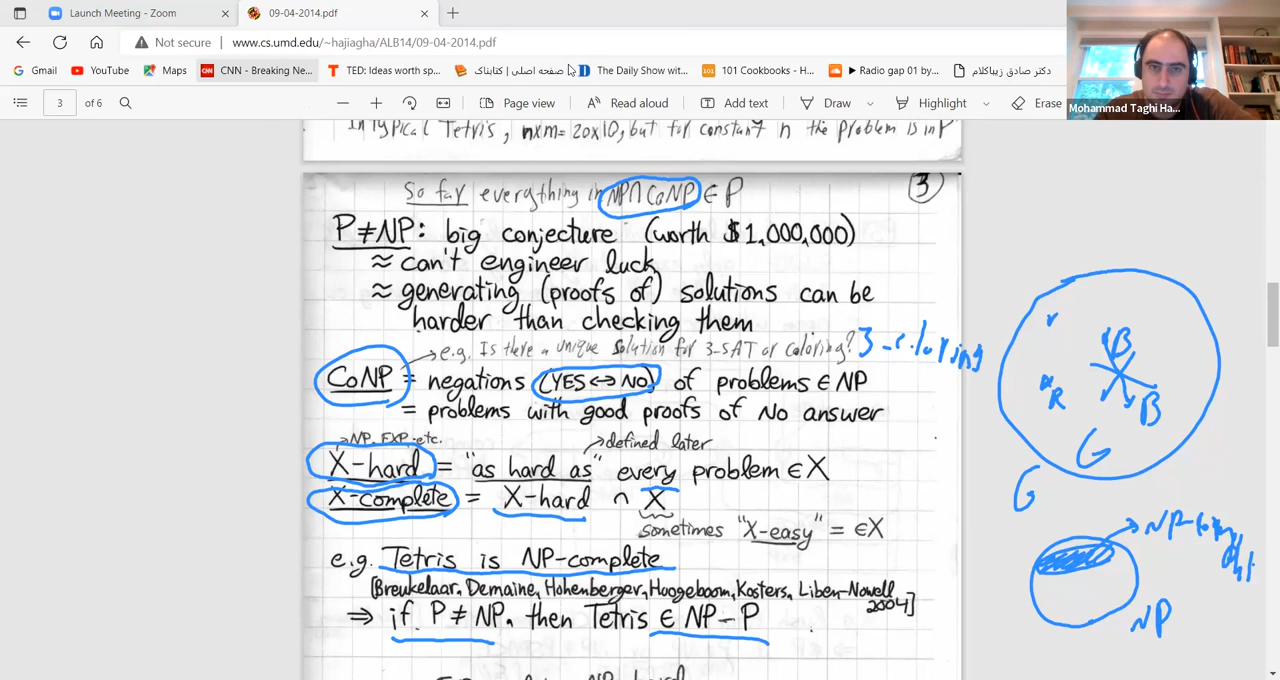 Launch Meeting - Zoom
09-04-2014.pdf
Not secure
www.cs.umd.edu/~hajiagha/ALB14/09-04-2014.pdf
Gmail YouTube Maps CNN - Breaking Ne... TED: Ideas worth sp... صفحه اصلی | کتابناک The Daily Show wit... 101 Cookbooks - H... Radio gap 01 by... دکتر صادق زیباکلام
3 of 6 Page view Read aloud Add text Draw Highlight Erase
Mohammad Taghi Ha...
In typical Tetris, n×m=20×10, but for constant n the problem is in P
So far everything in NP∩CoNP ∈ P
3
P≠NP: big conjecture (worth $1,000,000)
≈ can't engineer luck
≈ generating (proofs of) solutions can be
harder than checking them
→ e.g. Is there a unique solution for 3-SAT or coloring? 3-coloring
CoNP = negations (YES ↔ NO) of problems ∈ NP
= problems with good proofs of No answer
→ NP, EXP, etc.
→ defined later
X-hard = "as hard as" every problem ∈ X
X-complete = X-hard ∩ X
sometimes "X-easy" = ∈X
e.g. Tetris is NP-complete
[Breukelaar, Demaine, Hohenberger, Hoogeboom, Kosters, Liben-Nowell
2004]
⇒ if P≠NP, then Tetris ∈ NP-P
B
R
B
G
G
NP